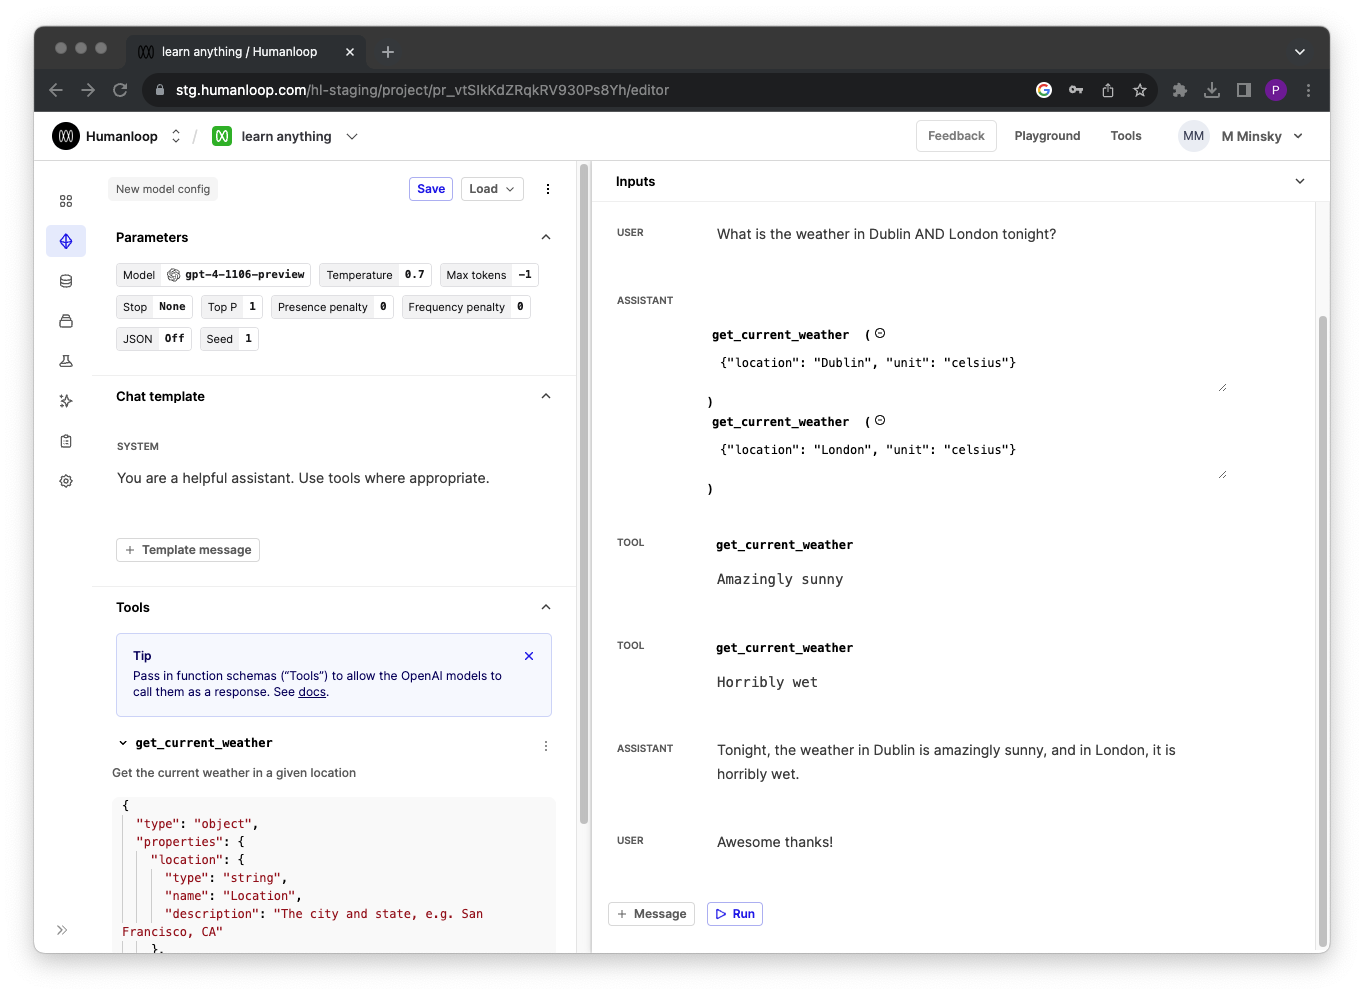 learn anything / Humanloop
stg.humanloop.com/hl-staging/project/pr_vtSIkKdZRqkRV930Ps8Yh/editor
P
Humanloop / learn anything
Feedback Playground Tools MM M Minsky
New model config Save Load
Parameters
Model gpt-4-1106-preview Temperature 0.7 Max tokens -1
Stop None Top P 1 Presence penalty 0 Frequency penalty 0
JSON Off Seed 1
Chat template
SYSTEM
You are a helpful assistant. Use tools where appropriate.
+ Template message
Tools
Tip
Pass in function schemas (“Tools”) to allow the OpenAI models to
call them as a response. See docs.
get_current_weather
Get the current weather in a given location
{
"type": "object",
"properties": {
"location": {
"type": "string",
"name": "Location",
"description": "The city and state, e.g. San
Francisco, CA"
},
Inputs
USER
What is the weather in Dublin AND London tonight?
ASSISTANT
get_current_weather (
{"location": "Dublin", "unit": "celsius"}
)
get_current_weather (
{"location": "London", "unit": "celsius"}
)
TOOL
get_current_weather
Amazingly sunny
TOOL
get_current_weather
Horribly wet
ASSISTANT
Tonight, the weather in Dublin is amazingly sunny, and in London, it is
horribly wet.
USER
Awesome thanks!
+ Message Run